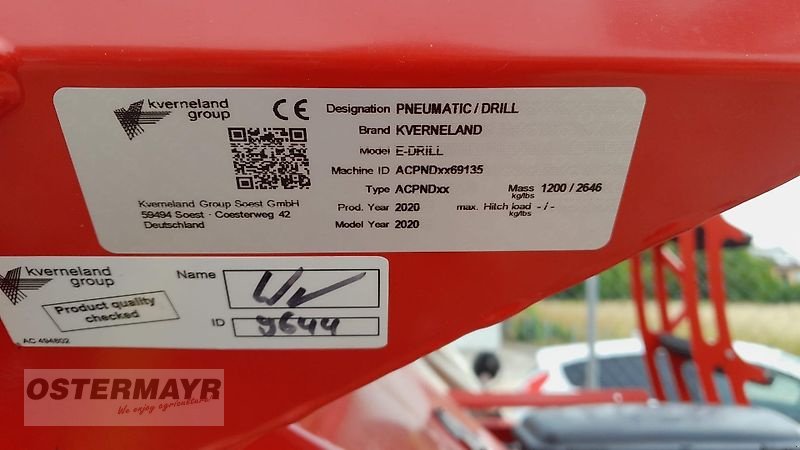 kverneland
group
CE
Designation PNEUMATIC / DRILL
Brand KVERNELAND
Model E-DRILL
Machine ID ACPNDxx69135
Type ACPNDxx
Mass 1200 / 2646
kg/lbs
Prod. Year 2020
max. Hitch load - / -
kg/lbs
Model Year 2020
Kverneland Group Soest GmbH
59494 Soest - Coesterweg 42
Deutschland
kverneland
group
Product quality
checked
AC 494802
Name
ID 9644
OSTERMAYR
We enjoy agriculture!